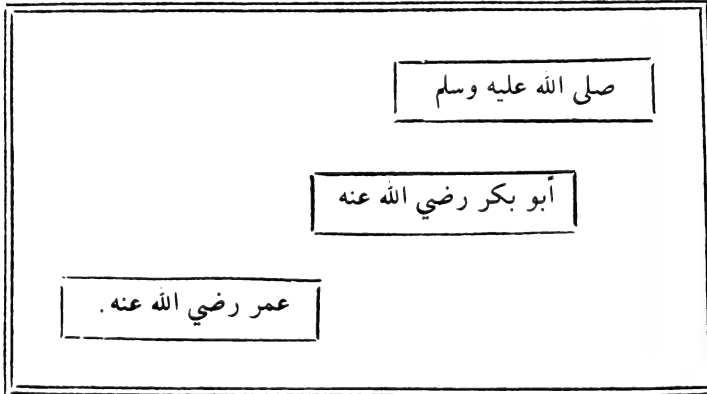 صلى الله عليه وسلم
أبو بكر رضي الله عنه
عمر رضي الله عنه.